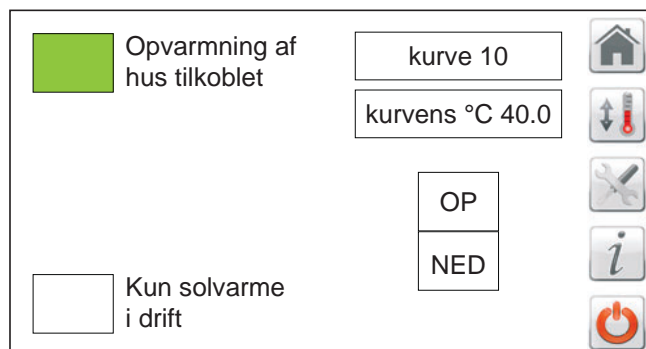 Opvarmning af
hus tilkoblet
kurve 10
kurvens °C 40.0
OP
NED
Kun solvarme
i drift
i